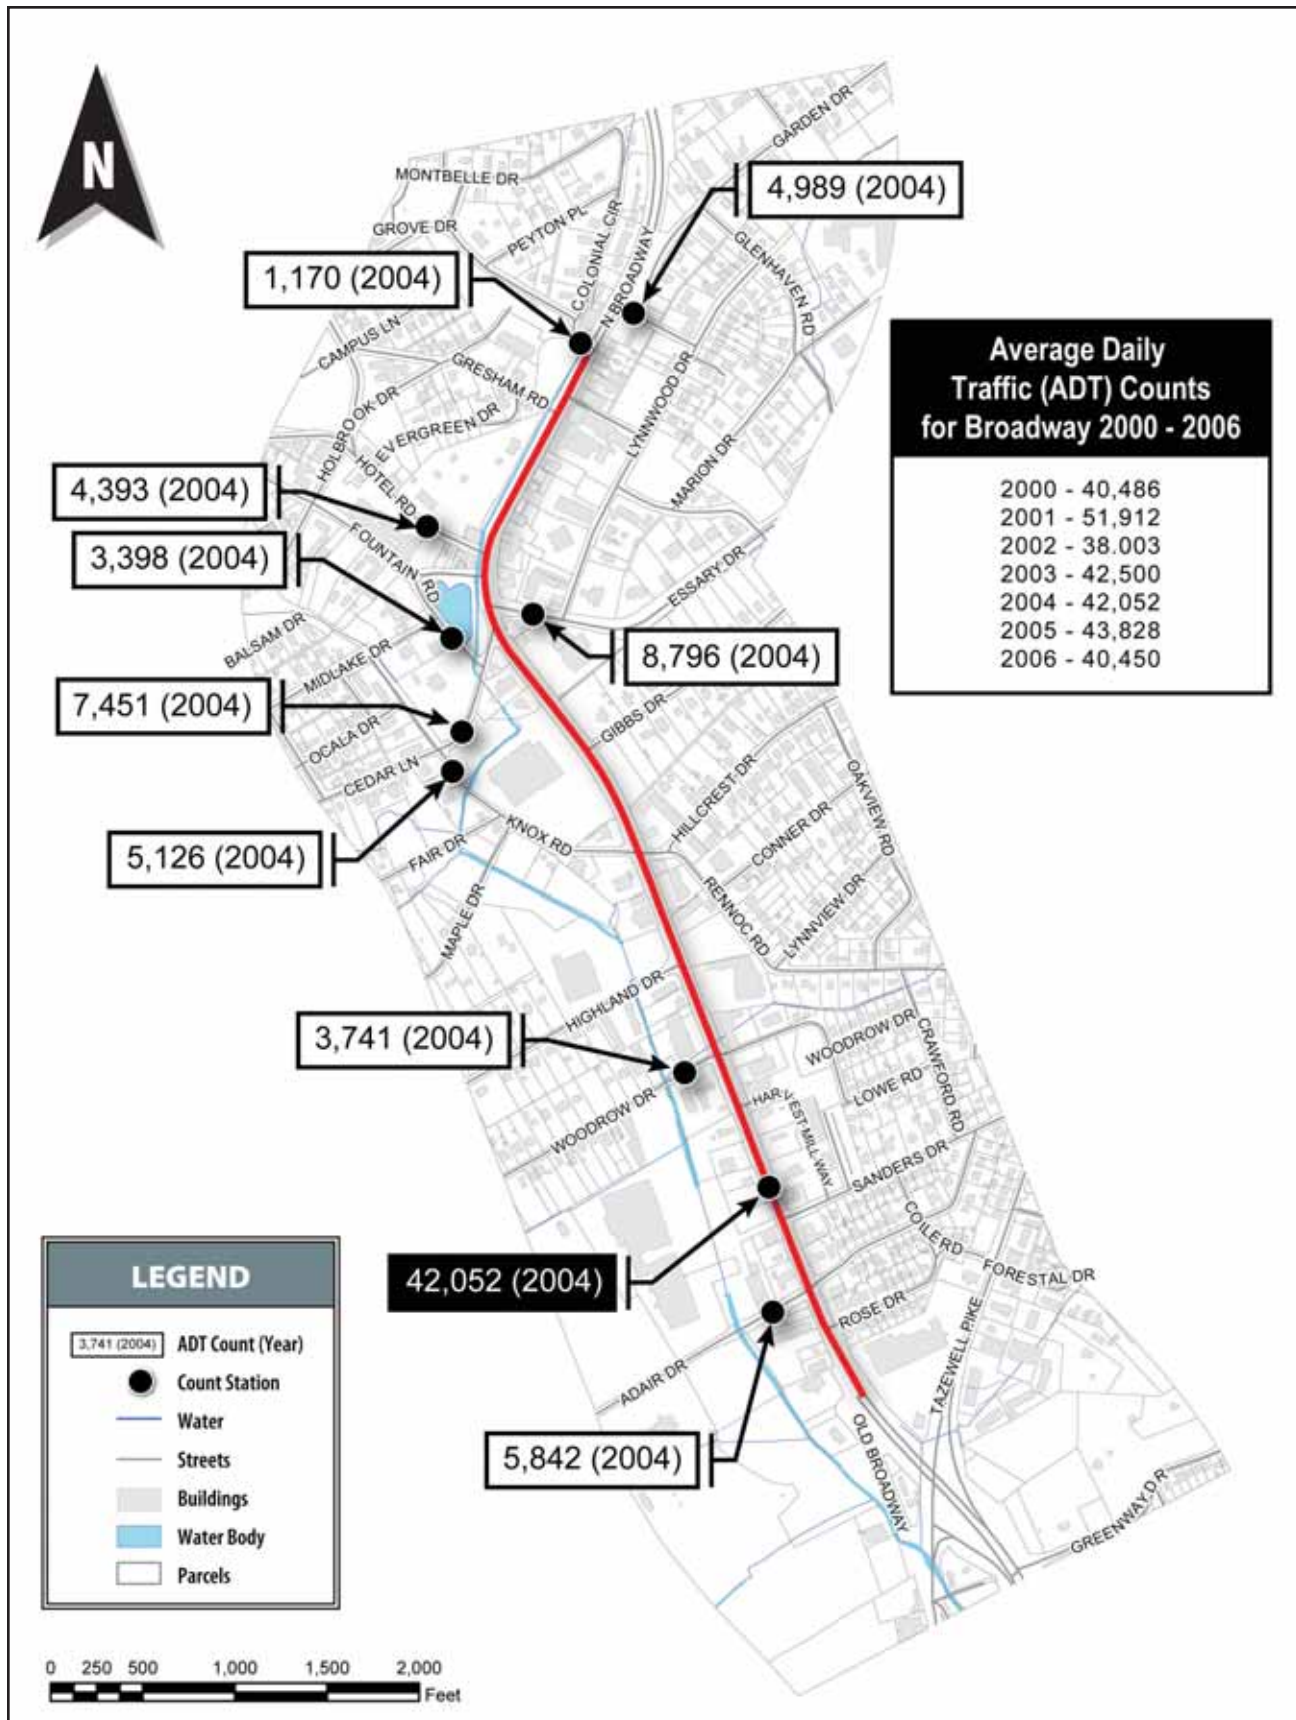 N
MONTBELLE DR
GARDEN DR
4,989 (2004)
GROVE DR
PEYTON PL
COLONIAL CIR
N BROADWAY
GLENHAVEN RD
1,170 (2004)
CAMPUS LN
GRESHAM RD
LYNNWOOD DR
HOLBROOK DR
EVERGREEN DR
MARION DR
HOTEL RD
4,393 (2004)
3,398 (2004)
FOUNTAIN RD
ESSARY DR
BALSAM DR
MIDLAKE DR
8,796 (2004)
7,451 (2004)
OCALA DR
GIBBS DR
CEDAR LN
HILLCREST DR
OAKVIEW RD
CONNER DR
5,126 (2004)
FAIR DR
KNOX RD
MAPLE DR
RENNOC RD
LYNNVIEW DR
HIGHLAND DR
3,741 (2004)
WOODROW DR
CRAWFORD RD
WOODROW DR
LOWE RD
HARVEST MILL WAY
SANDERS DR
COILE RD
FORESTAL DR
42,052 (2004)
ROSE DR
TAZEWELL PIKE
ADAIR DR
OLD BROADWAY
5,842 (2004)
GREENWAY DR
Average Daily
Traffic (ADT) Counts
for Broadway 2000 - 2006
2000 - 40,486
2001 - 51,912
2002 - 38.003
2003 - 42,500
2004 - 42,052
2005 - 43,828
2006 - 40,450
LEGEND
3,741 (2004) ADT Count (Year)
Count Station
Water
Streets
Buildings
Water Body
Parcels
0 250 500 1,000 1,500 2,000
Feet